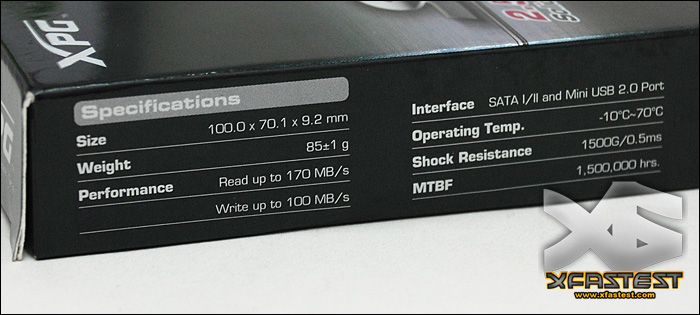 XPG
Specifications
Size 100.0 x 70.1 x 9.2 mm
Weight 85±1 g
Performance Read up to 170 MB/s
Write up to 100 MB/s
Interface SATA I/II and Mini USB 2.0 Port
Operating Temp. -10°C~70°C
Shock Resistance 1500G/0.5ms
MTBF 1,500,000 hrs.
XFASTEST
www.xfastest.com